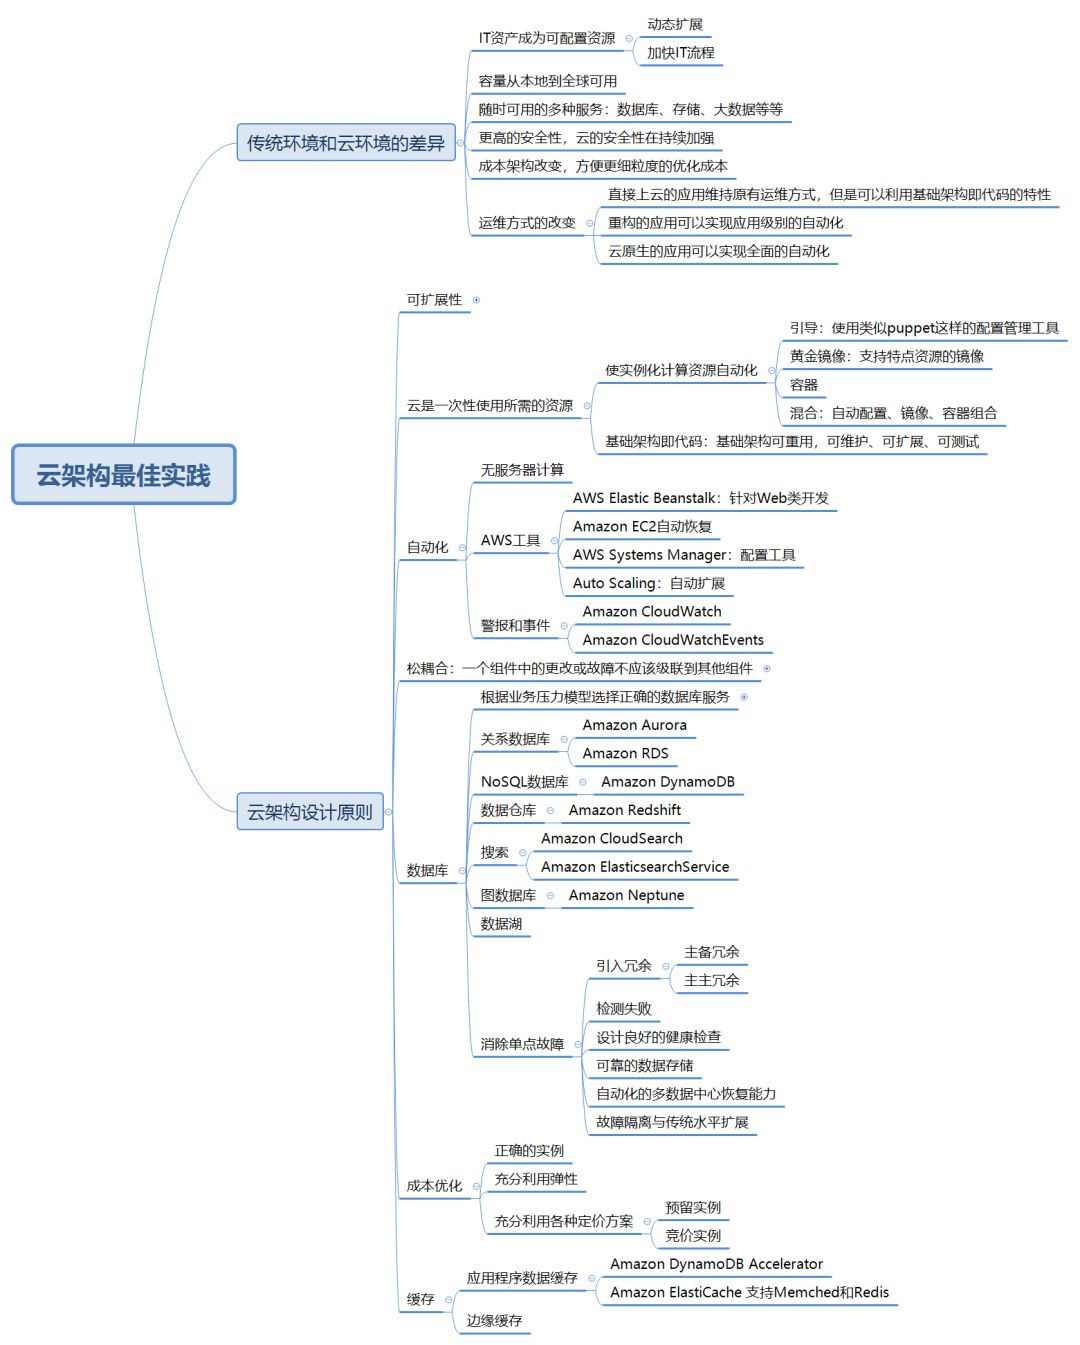 云架构最佳实践
传统环境和云环境的差异
IT资产成为可配置资源
动态扩展
加快IT流程
容量从本地到全球可用
随时可用的多种服务：数据库、存储、大数据等等
更高的安全性，云的安全性在持续加强
成本架构改变，方便更细粒度的优化成本
运维方式的改变
直接上云的应用维持原有运维方式，但是可以利用基础架构即代码的特性
重构的应用可以实现应用级别的自动化
云原生的应用可以实现全面的自动化
云架构设计原则
可扩展性
云是一次性使用所需的资源
使实例化计算资源自动化
引导：使用类似puppet这样的配置管理工具
黄金镜像：支持特点资源的镜像
容器
混合：自动配置、镜像、容器组合
基础架构即代码：基础架构可重用，可维护、可扩展、可测试
自动化
无服务器计算
AWS工具
AWS Elastic Beanstalk：针对Web类开发
Amazon EC2自动恢复
AWS Systems Manager：配置工具
Auto Scaling：自动扩展
警报和事件
Amazon CloudWatch
Amazon CloudWatchEvents
松耦合：一个组件中的更改或故障不应该级联到其他组件
数据库
根据业务压力模型选择正确的数据库服务
关系数据库
Amazon Aurora
Amazon RDS
NoSQL数据库
Amazon DynamoDB
数据仓库
Amazon Redshift
搜索
Amazon CloudSearch
Amazon ElasticsearchService
图数据库
Amazon Neptune
数据湖
消除单点故障
引入冗余
主备冗余
主主冗余
检测失败
设计良好的健康检查
可靠的数据存储
自动化的多数据中心恢复能力
故障隔离与传统水平扩展
成本优化
正确的实例
充分利用弹性
充分利用各种定价方案
预留实例
竞价实例
缓存
应用程序数据缓存
Amazon DynamoDB Accelerator
Amazon ElastiCache 支持Memched和Redis
边缘缓存